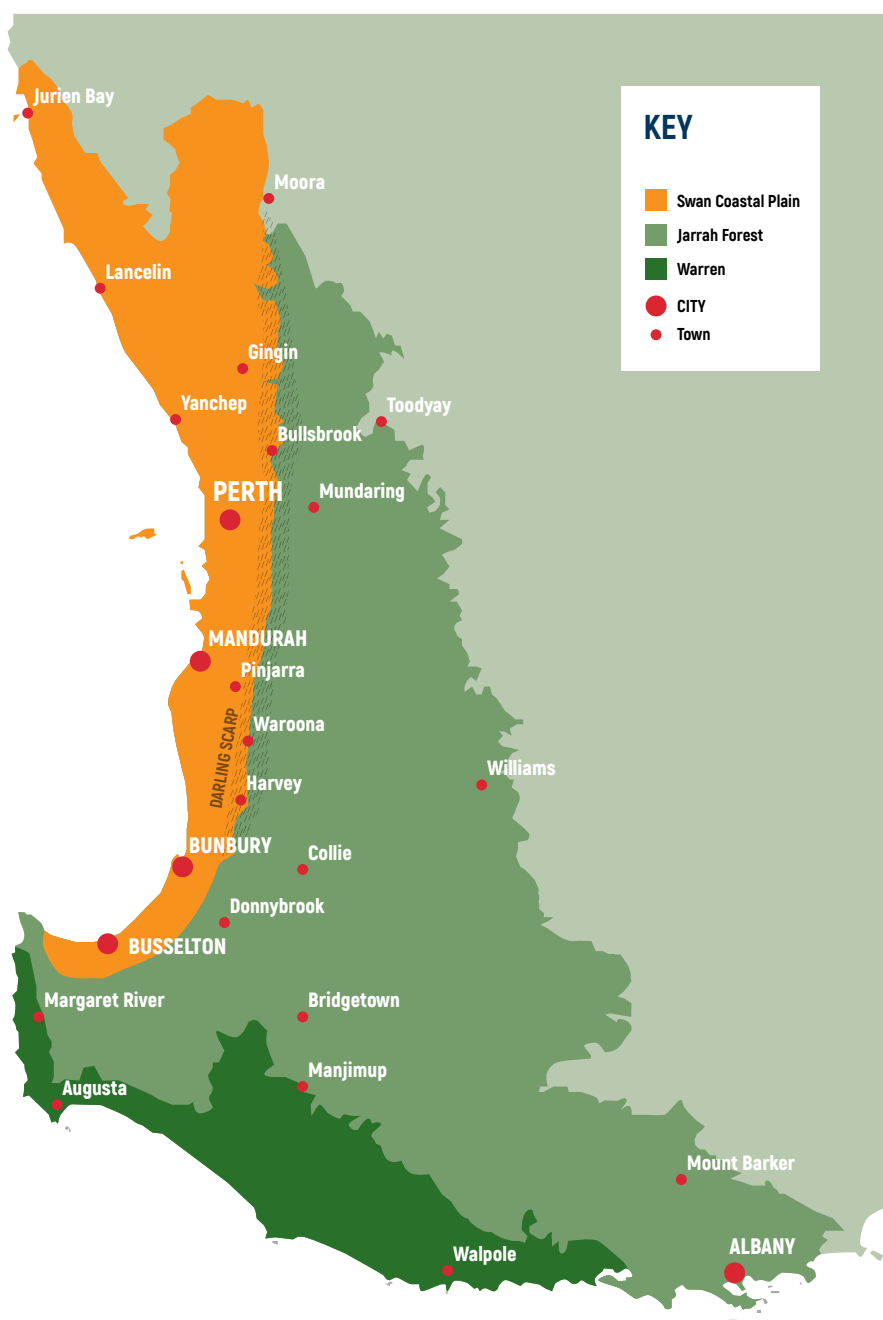 Jurien Bay
KEY
Moora
Swan Coastal Plain
Jarrah Forest
Lancelin
Warren
CITY
Town
Gingin
Yanchep
Toodyay
Bullsbrook
PERTH
Mundaring
MANDURAH
Pinjarra
DARLING SCARP
Waroona
Williams
Harvey
BUNBURY
Collie
Donnybrook
BUSSELTON
Margaret River
Bridgetown
Manjimup
Augusta
Mount Barker
ALBANY
Walpole